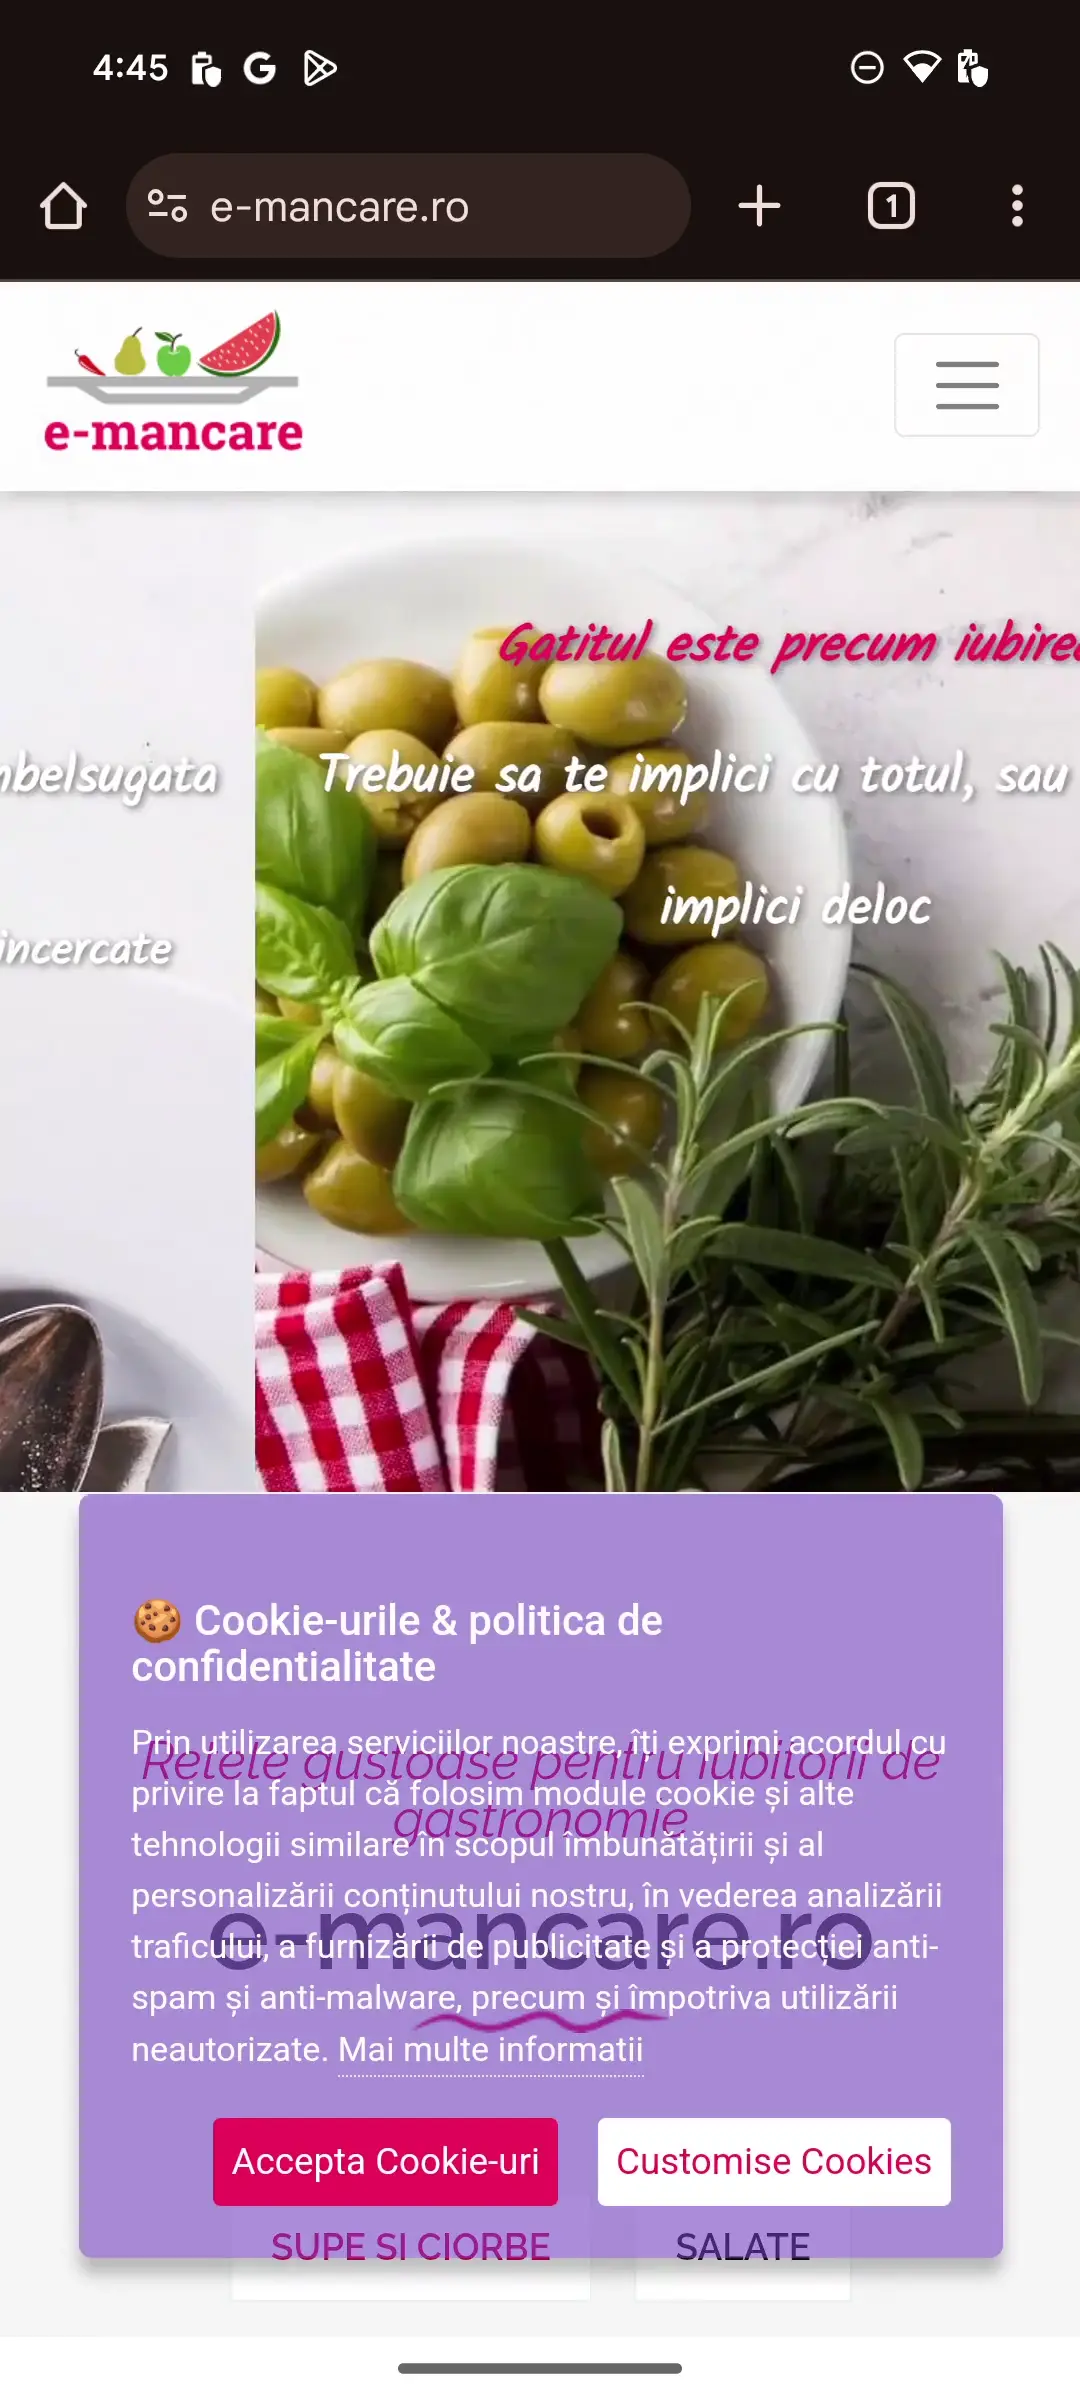 4:45
e-mancare.ro
1
e-mancare
Gatitul este precum
belsugata
Trebuie sa te implici cu totul, sau
implici deloc
incercate
🍪 Cookie-urile & politica de
confidentialitate
Prin utilizarea serviciilor noastre, îți exprimi acordul cu
Retete gustoase pentru iubitorii de
privire la faptul că folosim module cookie și alte
gastronomie
tehnologii similare în scopul îmbunătățirii și al
personalizării conținutului nostru, în vederea analizării
e-mancare.ro
traficului, a furnizării de publicitate și a protecției anti-
spam și anti-malware, precum și împotriva utilizării
neautorizate. Mai multe informatii
Accepta Cookie-uri
Customise Cookies
SUPE SI CIORBE
SALATE